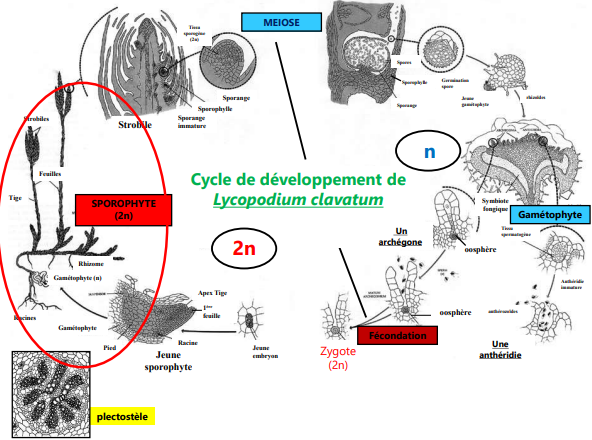 MEIOSE
Tissu
sporogène
(2n)
Sporange
Sporophylle
Sporange
immature
Strobile
Spores
Sporophylle
Sporange
Germination
spore
Jeune
gamétophyte
rhizoïdes
Strobiles
Feuilles
Tige
SPOROPHYTE
(2n)
Rhizome
Gamétophyte (n)
Racines
Cycle de développement de
Lycopodium clavatum
n
2n
Symbiote
fongique
Gamétophyte
Tissu
spermatogène
Un
archégone
oosphère
Anthéridie
immature
anthérozoïdes
Une
anthéridie
oosphère
Fécondation
Zygote
(2n)
Apex Tige
1ère
feuille
Gamétophyte
Pied
Racine
Jeune
sporophyte
Jeune
embryon
plectostèle